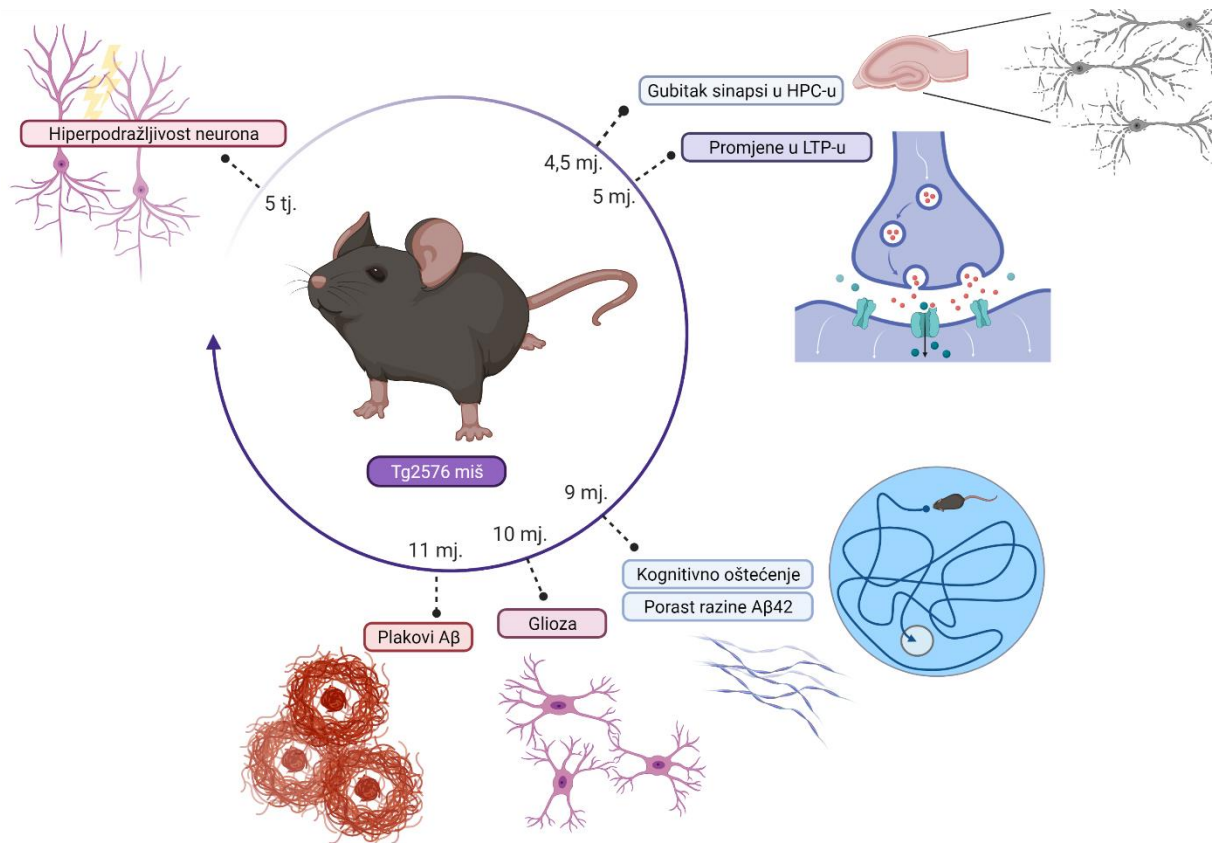 Hiperpodražljivost neurona
5 tj.
Gubitak sinapsi u HPC-u
4,5 mj.
Promjene u LTP-u
5 mj.
Tg2576 miš
9 mj.
Kognitivno oštećenje
Porast razine Aβ42
10 mj.
Glioza
11 mj.
Plakovi Aβ